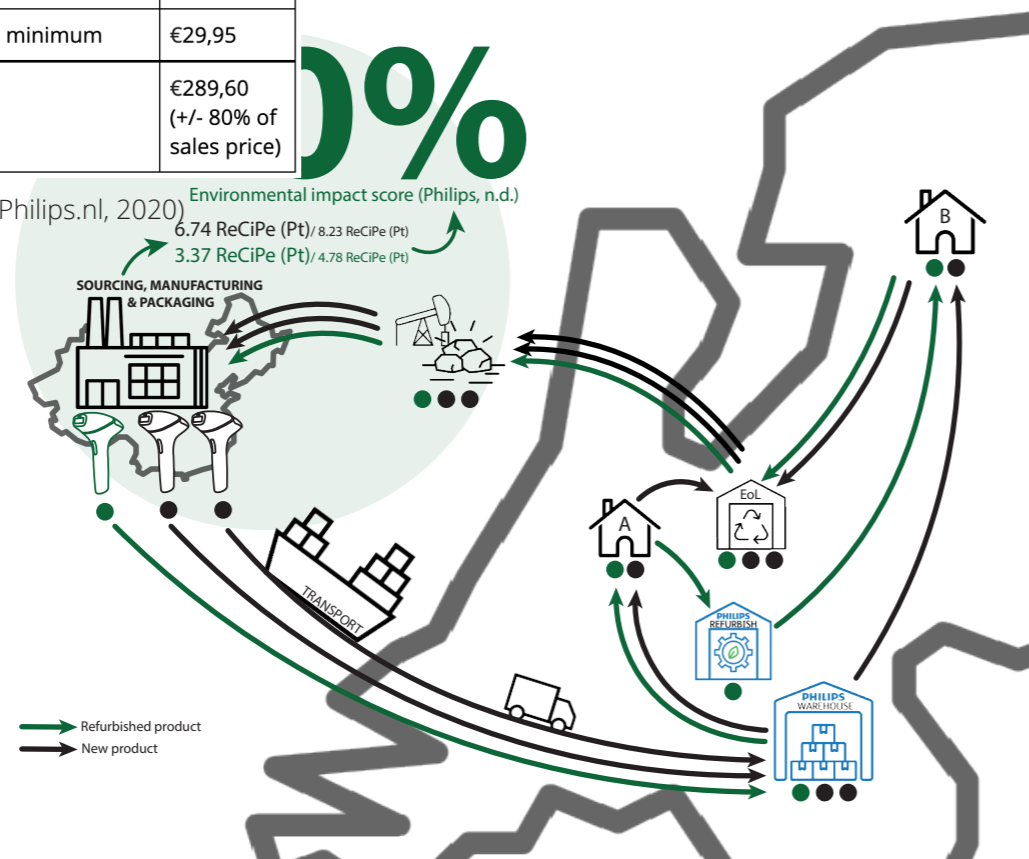 minimum €29,95
€289,60
(+/- 80% of
sales price)
0%
Environmental impact score (Philips, n.d.)
Philips.nl, 2020)
6.74 ReCiPe (Pt)/ 8.23 ReCiPe (Pt)
3.37 ReCiPe (Pt)/ 4.78 ReCiPe (Pt)
SOURCING, MANUFACTURING
& PACKAGING
B
EoL
A
TRANSPORT
PHILIPS
REFURBISH
PHILIPS
WAREHOUSE
Refurbished product
New product